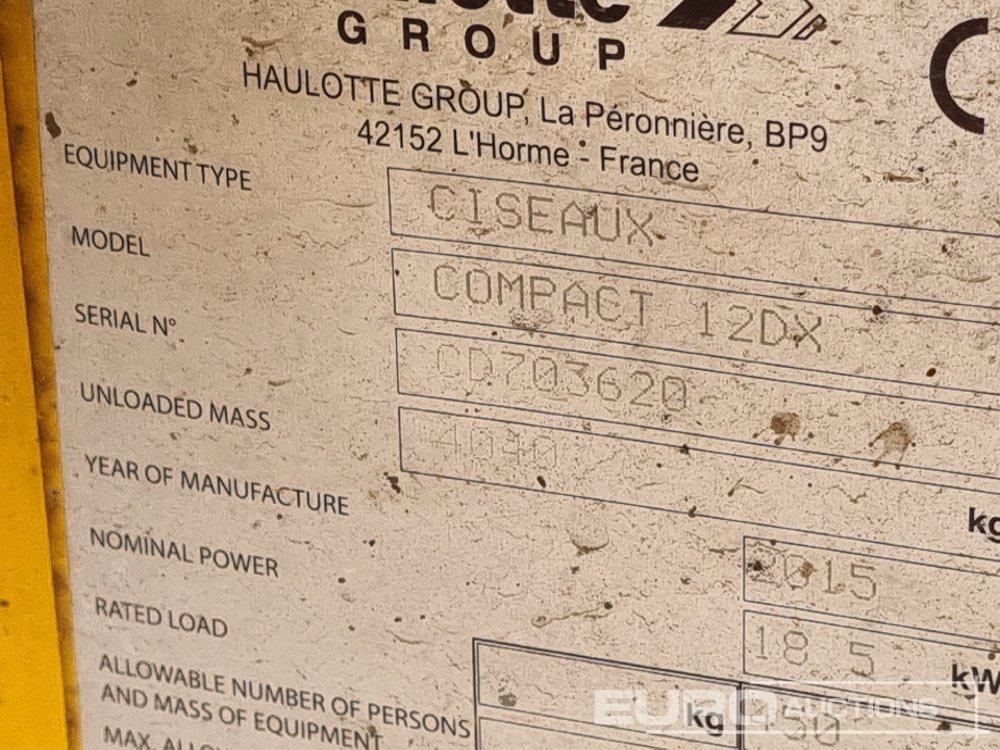 GROUP
HAULOTTE GROUP, La Péronnière, BP9
42152 L'Horme - France
EQUIPMENT TYPE CISEAUX
MODEL COMPACT 12DX
SERIAL N° CD703620
UNLOADED MASS 4040 kg
YEAR OF MANUFACTURE 2015
NOMINAL POWER 18 5 kW
RATED LOAD
ALLOWABLE NUMBER OF PERSONS
AND MASS OF EQUIPMENT kg
EURO AUCTIONS